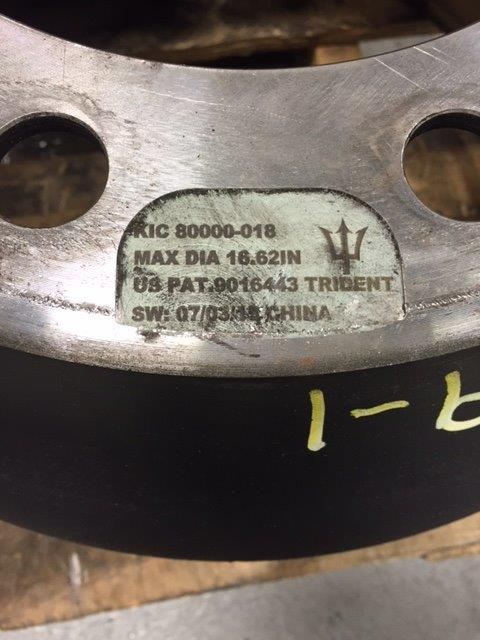 KIC 80000-018
MAX DIA 16.62IN
US PAT.9016443 TRIDENT
SW: CHINA
1-